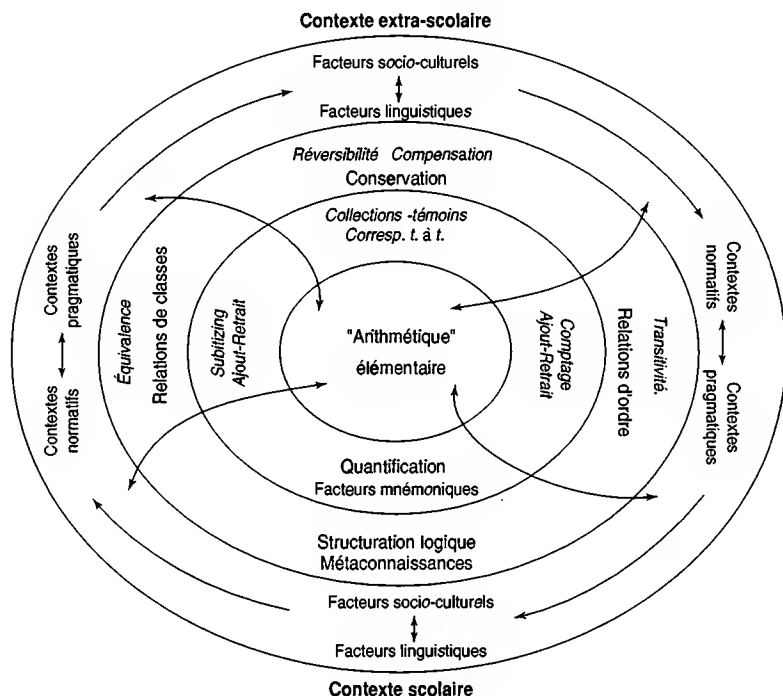 Contexte extra-scolaire
Facteurs socio-culturels
Facteurs linguistiques
Réversibilité Compensation
Conservation
Collections -témoins
Corresp. t. à t.
Contextes
pragmatiques
Contextes
normatifs
Équivalence
Relations de classes
Subitizing
Ajout-Retrait
"Arithmétique"
élémentaire
Comptage
Ajout-Retrait
Relations d'ordre
Transitivité.
Contextes
normatifs
Contextes
pragmatiques
Quantification
Facteurs mnémoniques
Structuration logique
Métaconnaissances
Facteurs socio-culturels
Facteurs linguistiques
Contexte scolaire